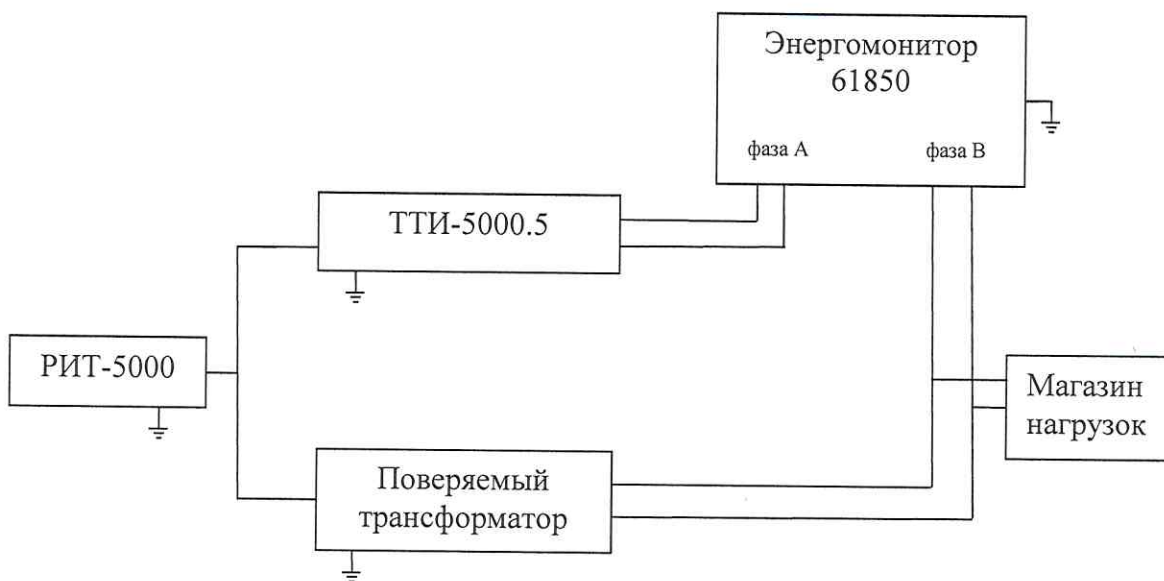 Энергомонитор
61850
фаза А
фаза В
ТТИ-5000.5
РИТ-5000
Магазин
нагрузок
Поверяемый
трансформатор